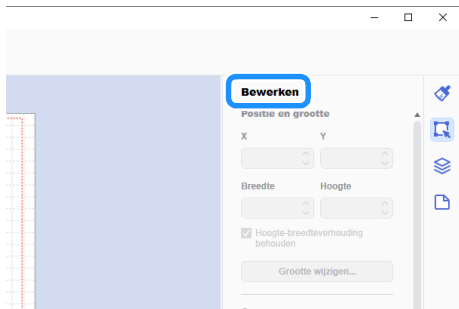 Bewerken
Positie en grootte
X Y
Breedte Hoogte
Hoogte-breedteverhouding
behouden
Grootte wijzigen...